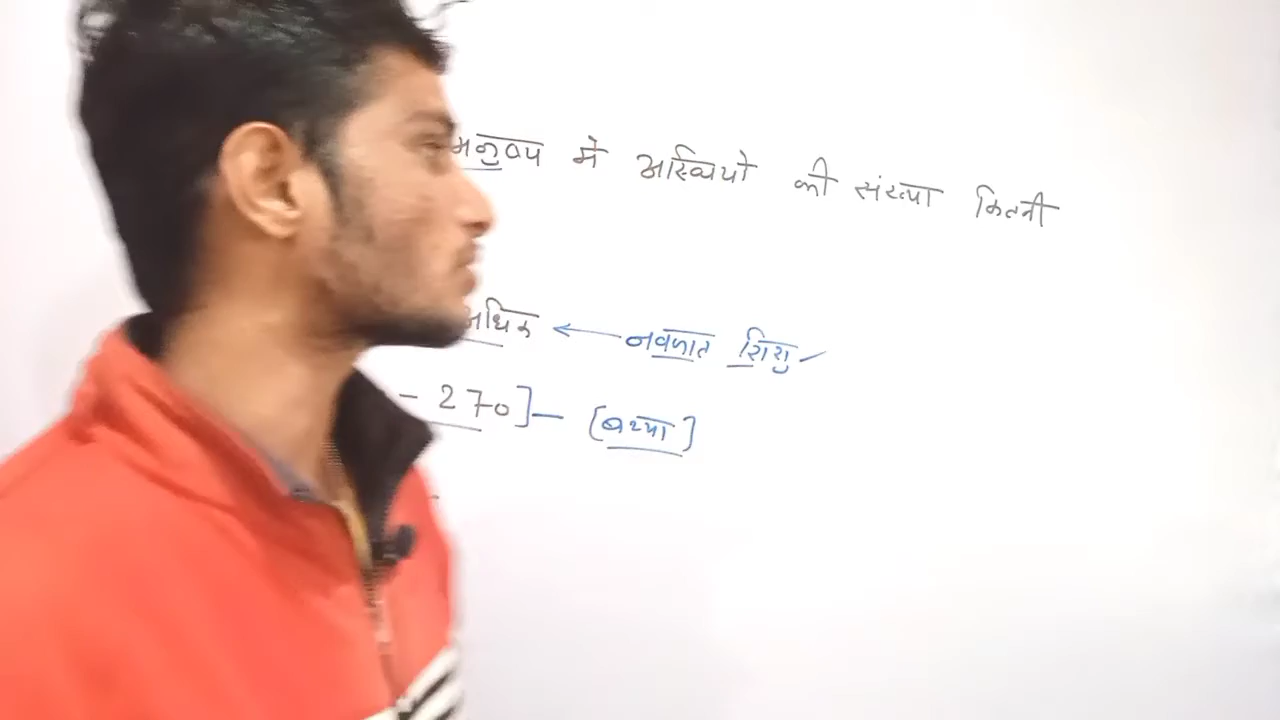 मनुष्य में अस्थियों की संख्या कितनी
अधिक ← नवजात शिशु
- 270] - [बच्चा]